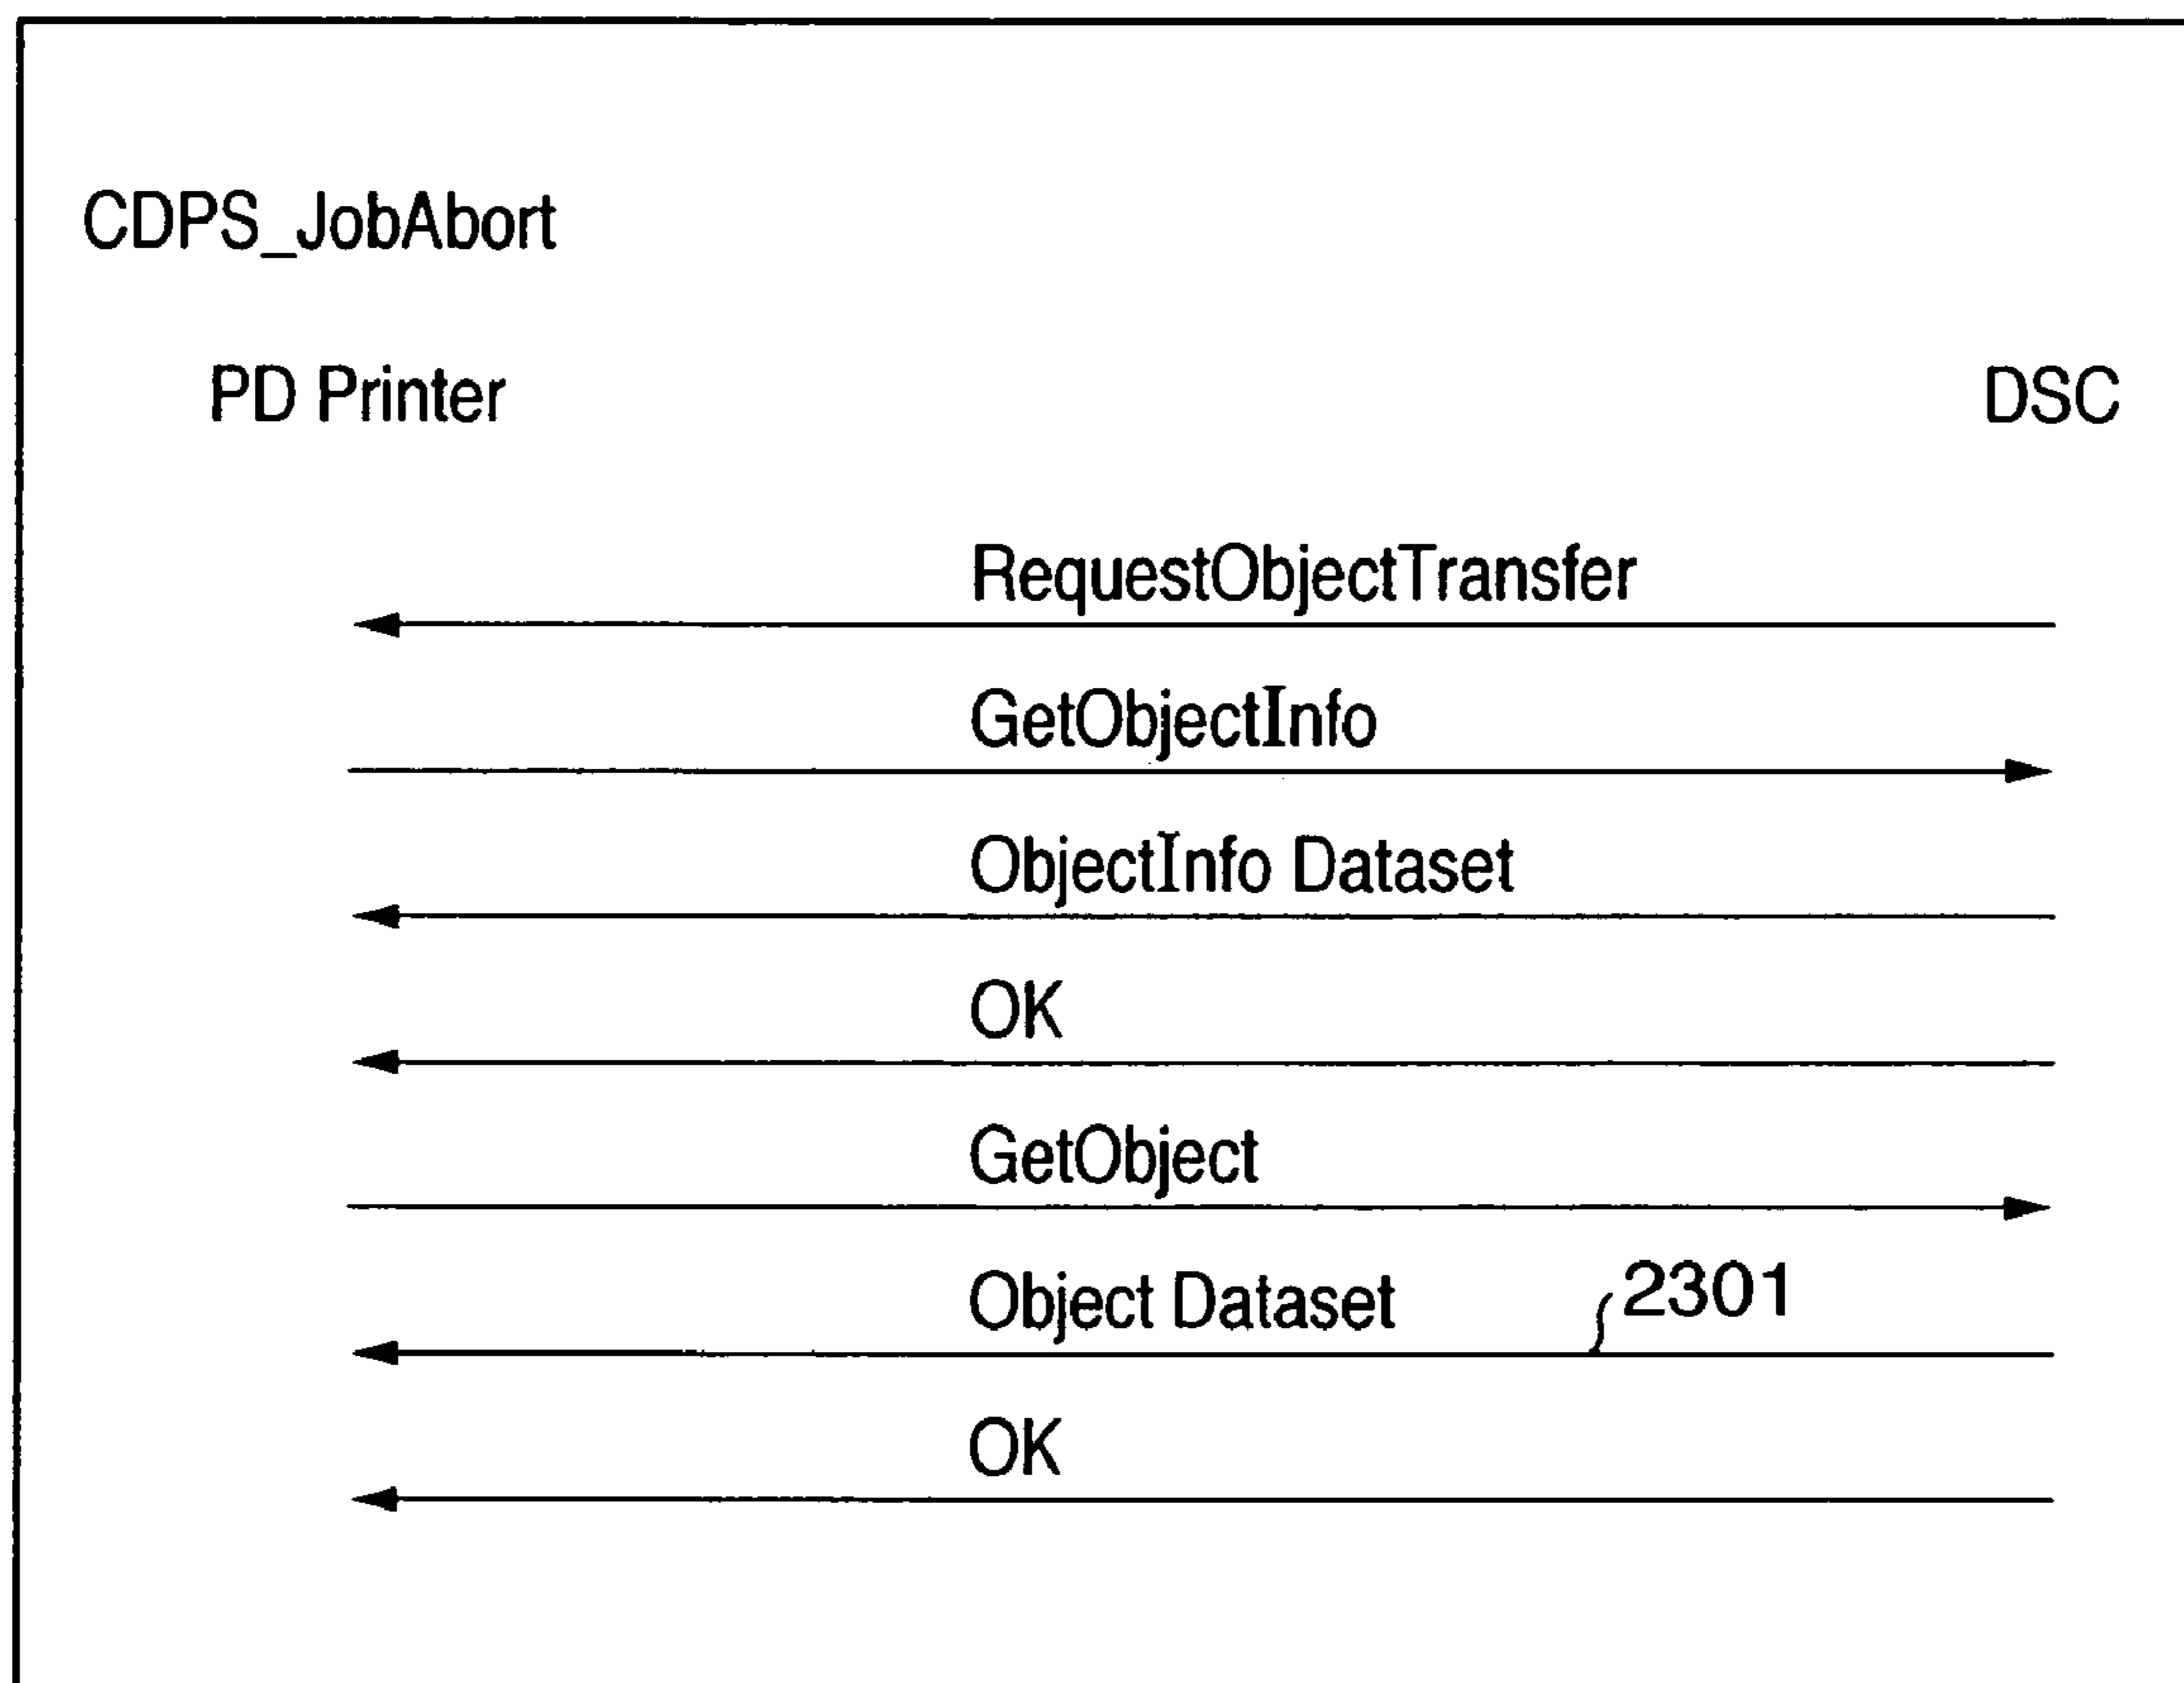 CDPS_JobAbort
PD Printer DSC
RequestObjectTransfer
GetObjectInfo
ObjectInfo Dataset
OK
GetObject
Object Dataset 2301
OK